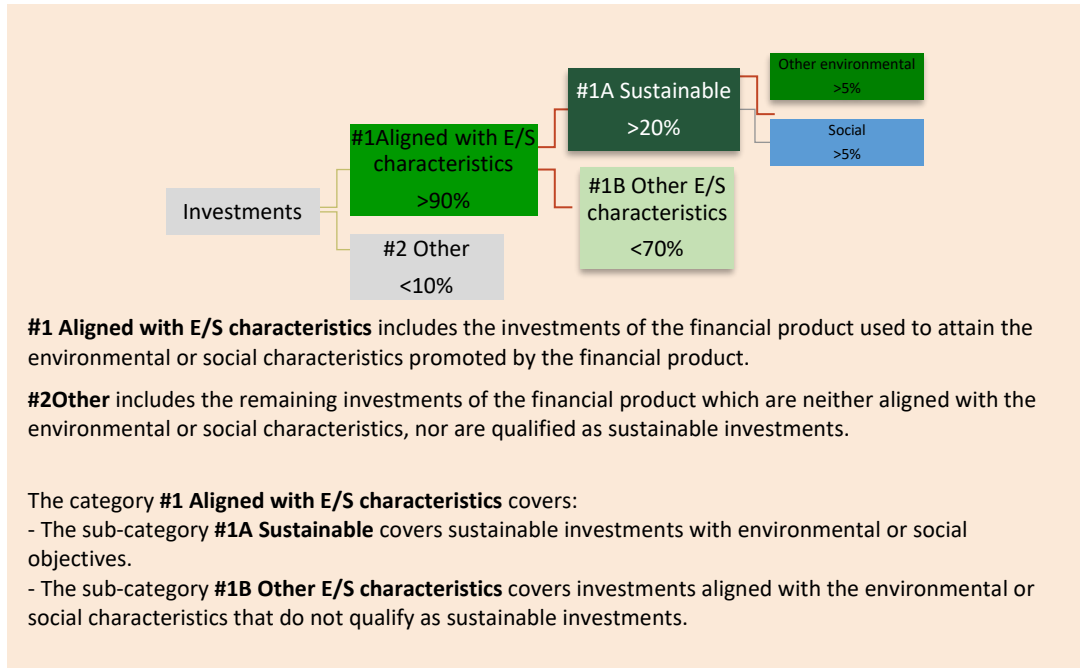 Other environmental
>5%
#1A Sustainable
>20%
Social
>5%
#1Aligned with E/S
characteristics
>90%
#1B Other E/S
characteristics
<70%
Investments
#2 Other
<10%
#1 Aligned with E/S characteristics includes the investments of the financial product used to attain the
environmental or social characteristics promoted by the financial product.
#2Other includes the remaining investments of the financial product which are neither aligned with the
environmental or social characteristics, nor are qualified as sustainable investments.
The category #1 Aligned with E/S characteristics covers:
- The sub-category #1A Sustainable covers sustainable investments with environmental or social
objectives.
- The sub-category #1B Other E/S characteristics covers investments aligned with the environmental or
social characteristics that do not qualify as sustainable investments.